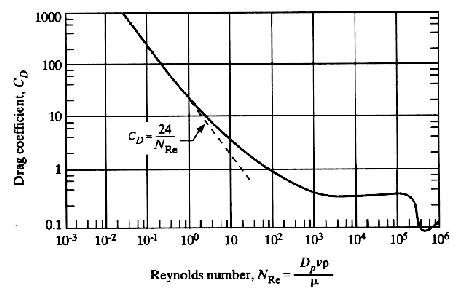 Drag coefficient, C_D
1000
100
10
1
0.1
C_D = 24 / N_Re
10^-3 10^-2 10^-1 10^0 10 10^2 10^3 10^4 10^5 10^6
Reynolds number, N_Re = D_p vρ / μ